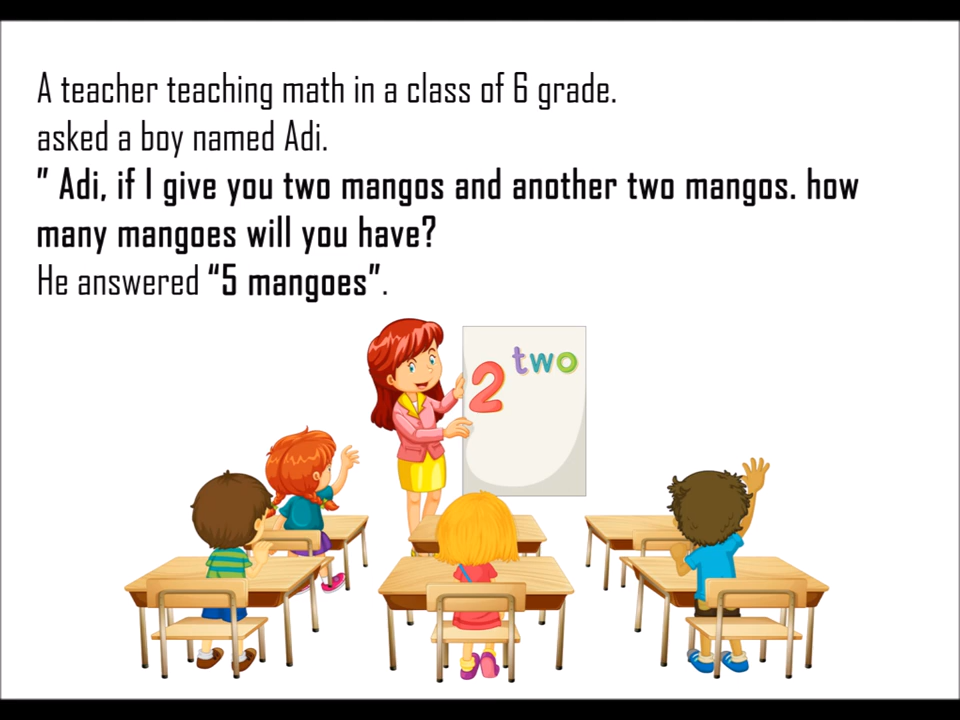 A teacher teaching math in a class of 6 grade.
asked a boy named Adi.
” Adi, if I give you two mangos and another two mangos. how
many mangoes will you have?
He answered “5 mangoes”.
2 two